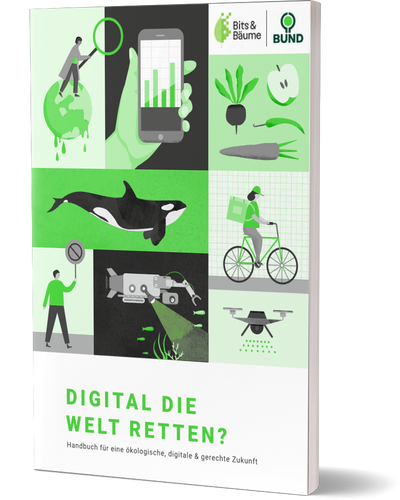 Bits &
Bäume
BUND
DIGITAL DIE
WELT RETTEN?
Handbuch für eine ökologische, digitale & gerechte Zukunft